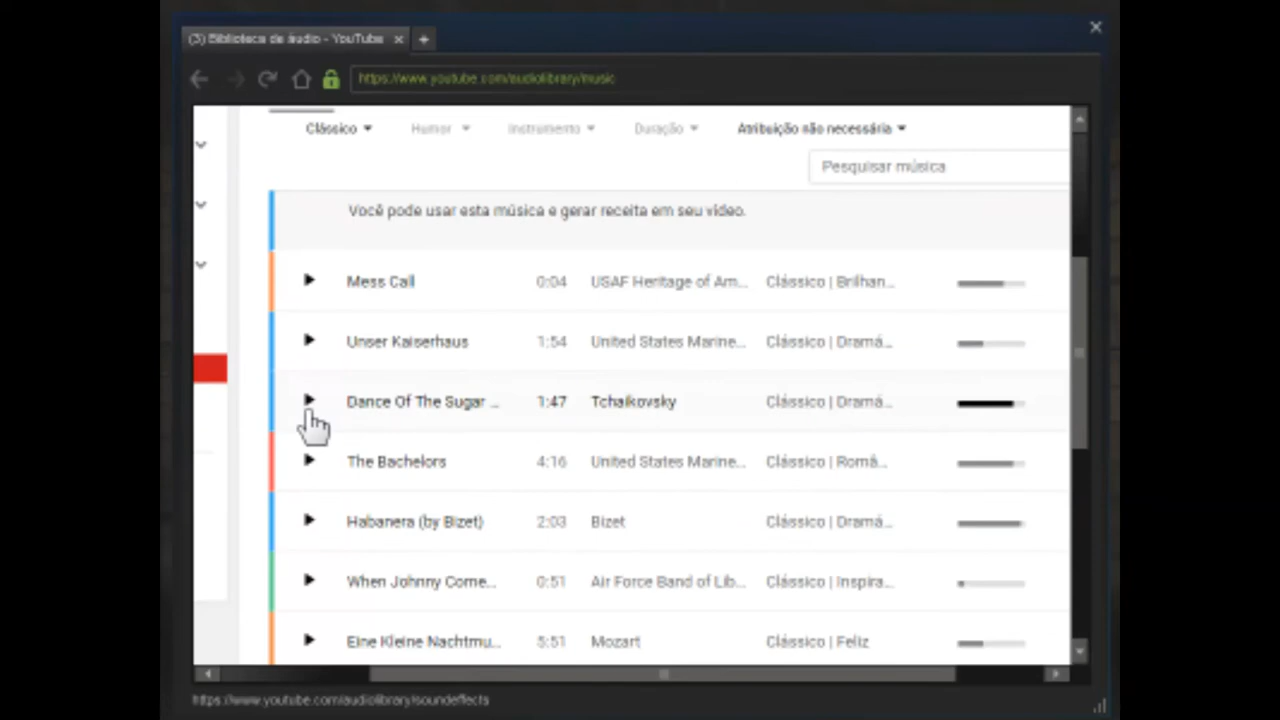 (3) Biblioteca de áudio - YouTube
https://www.youtube.com/audiolibrary/music
Clássico Humor Instrumento Duração Atribuição não necessária
Pesquisar música
Você pode usar esta música e gerar receita em seu vídeo.
Mess Call 0:04 USAF Heritage of Am... Clássico | Brilhan...
Unser Kaiserhaus 1:54 United States Marine... Clássico | Dramá...
Dance Of The Sugar ... 1:47 Tchaikovsky Clássico | Dramá...
The Bachelors 4:16 United States Marine... Clássico | Romã...
Habanera (by Bizet) 2:03 Bizet Clássico | Dramá...
When Johnny Come... 0:51 Air Force Band of Lib... Clássico | Inspira...
Eine Kleine Nachtmu... 5:51 Mozart Clássico | Feliz
https://www.youtube.com/audiolibrary/soundeffects